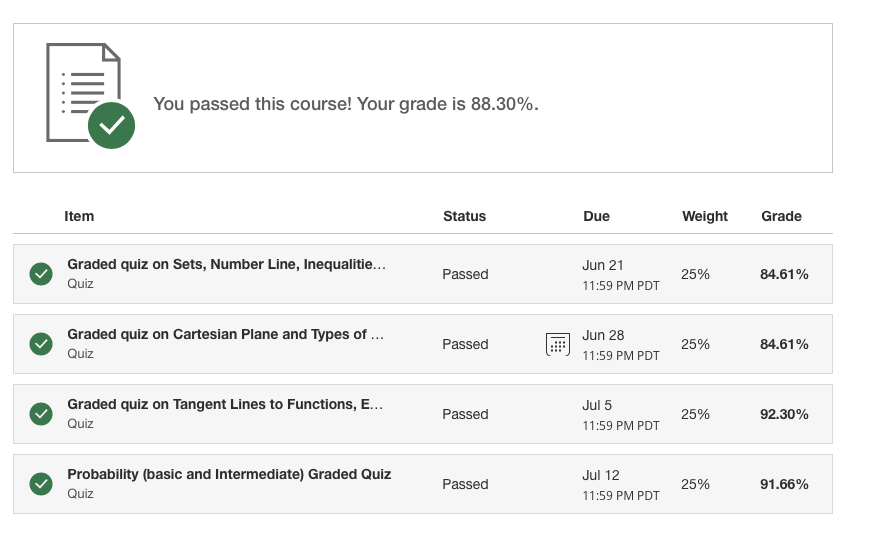 You passed this course! Your grade is 88.30%.
Item Status Due Weight Grade
Graded quiz on Sets, Number Line, Inequalitie...
Quiz
Passed
Jun 21
11:59 PM PDT
25%
84.61%
Graded quiz on Cartesian Plane and Types of ...
Quiz
Passed
Jun 28
11:59 PM PDT
25%
84.61%
Graded quiz on Tangent Lines to Functions, E...
Quiz
Passed
Jul 5
11:59 PM PDT
25%
92.30%
Probability (basic and Intermediate) Graded Quiz
Quiz
Passed
Jul 12
11:59 PM PDT
25%
91.66%